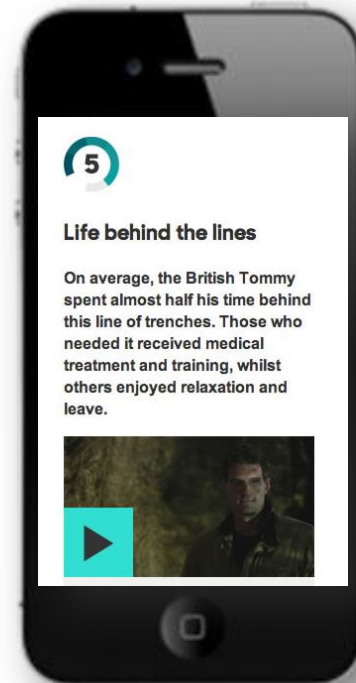 5
Life behind the lines
On average, the British Tommy
spent almost half his time behind
this line of trenches. Those who
needed it received medical
treatment and training, whilst
others enjoyed relaxation and
leave.